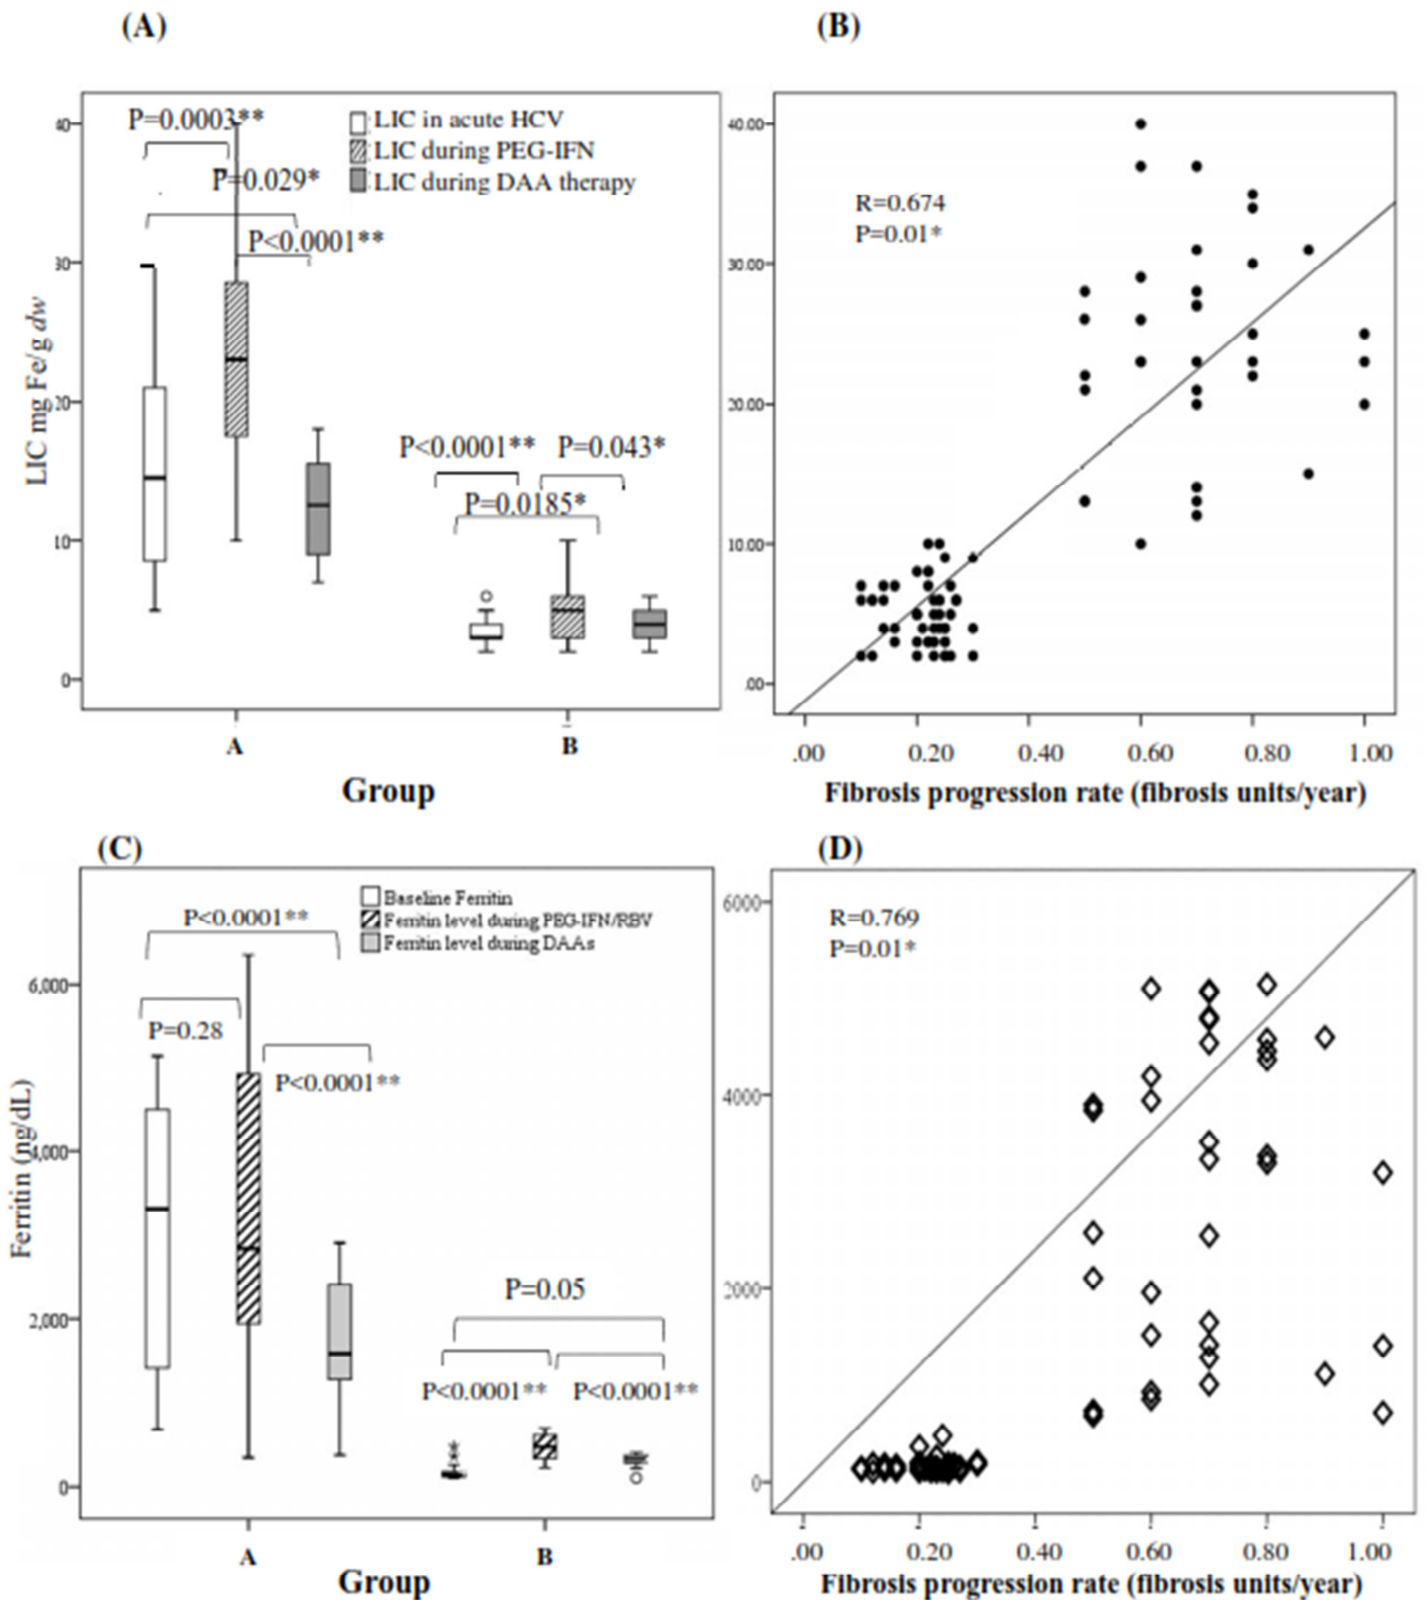 (A)
P=0.0003**
P=0.029*
P<0.0001**
LIC in acute HCV
LIC during PEG-IFN
LIC during DAA therapy
P<0.0001**
P=0.043*
P=0.0185*
LIC mg Fe/g dw
40
30
20
10
0
A
B
Group
(B)
R=0.674
P=0.01*
40.00
30.00
20.00
10.00
.00
.00 0.20 0.40 0.60 0.80 1.00
Fibrosis progression rate (fibrosis units/year)
(C)
P<0.0001**
Baseline Ferritin
Ferritin level during PEG-IFN/RBV
Ferritin level during DAAs
P=0.28
P<0.0001**
P=0.05
P<0.0001**
P<0.0001**
Ferritin (ng/dL)
6,000
4,000
2,000
0
A
B
Group
(D)
R=0.769
P=0.01*
6000
4000
2000
0
.00 0.20 0.40 0.60 0.80 1.00
Fibrosis progression rate (fibrosis units/year)